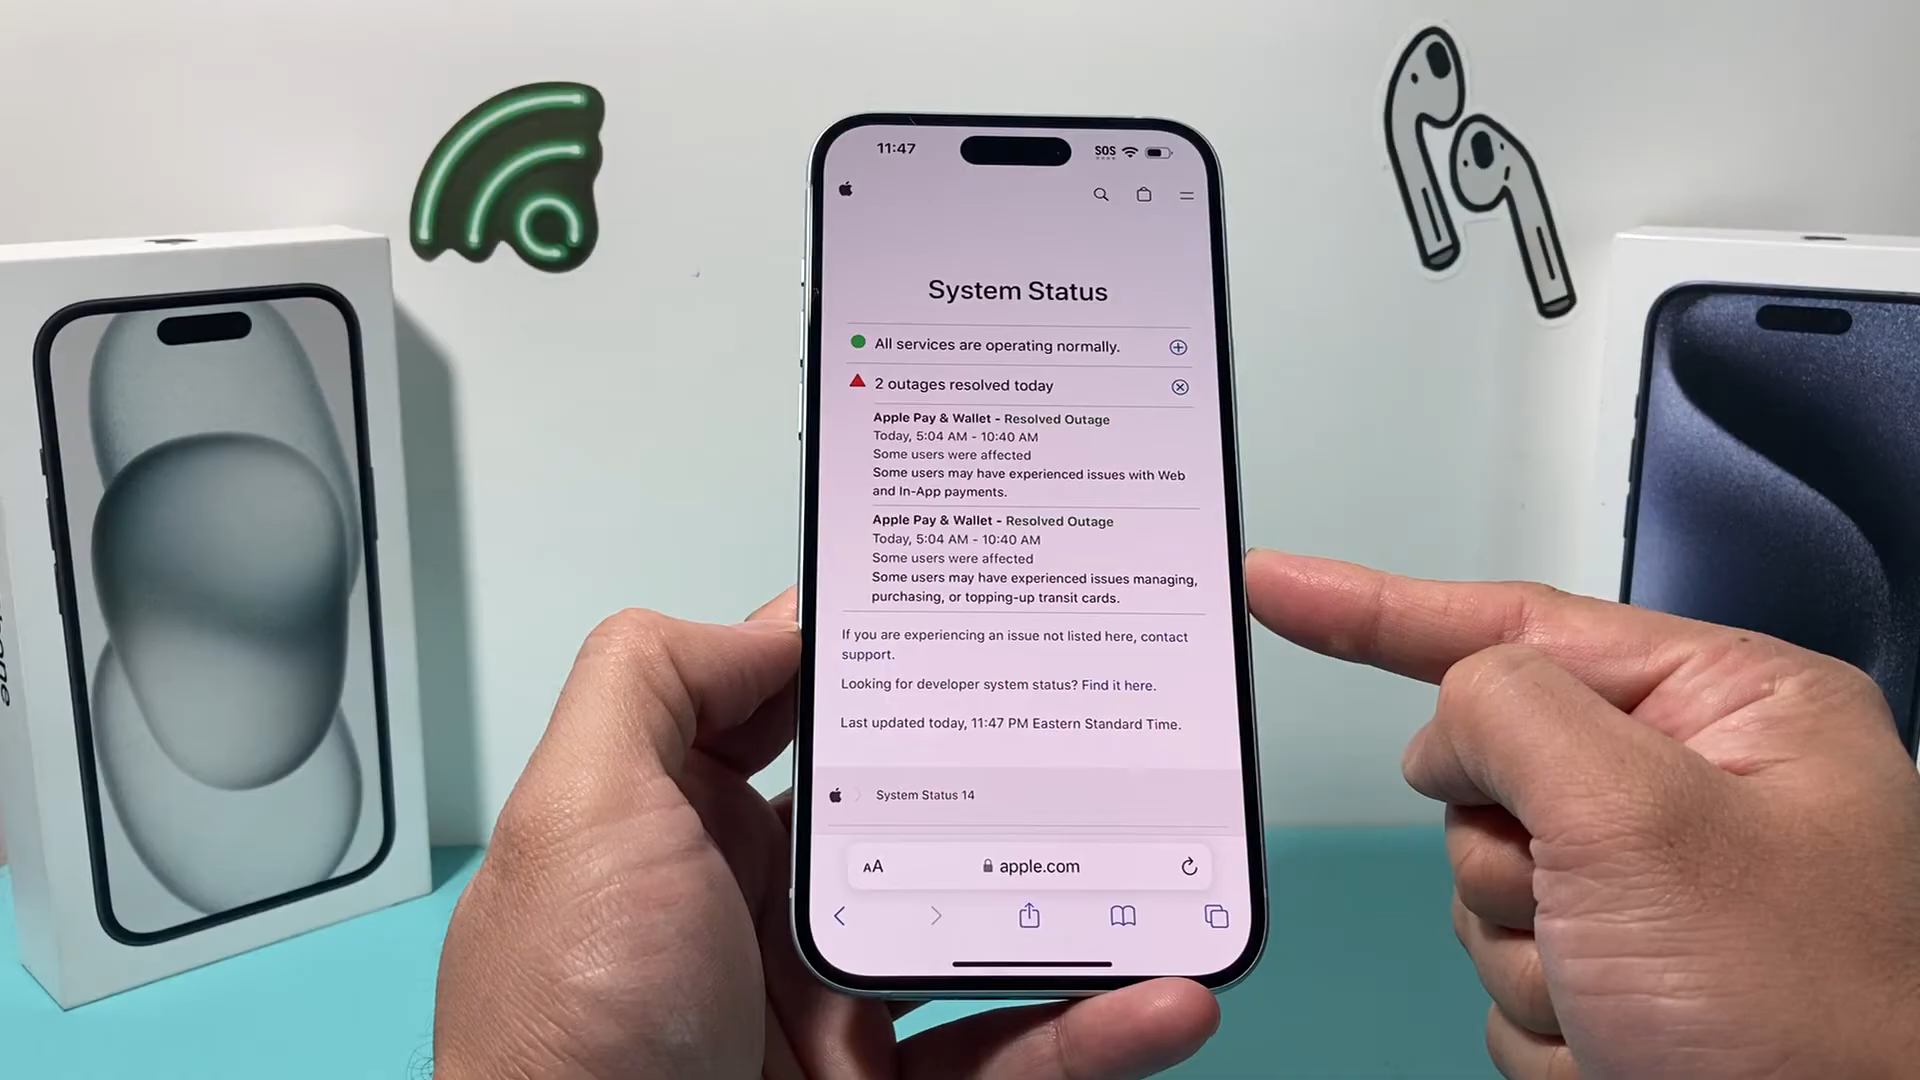 11:47
SOS
System Status
All services are operating normally.
2 outages resolved today
Apple Pay & Wallet - Resolved Outage
Today, 5:04 AM - 10:40 AM
Some users were affected
Some users may have experienced issues with Web
and In-App payments.
Apple Pay & Wallet - Resolved Outage
Today, 5:04 AM - 10:40 AM
Some users were affected
Some users may have experienced issues managing,
purchasing, or topping-up transit cards.
If you are experiencing an issue not listed here, contact
support.
Looking for developer system status? Find it here.
Last updated today, 11:47 PM Eastern Standard Time.
System Status 14
AA
apple.com